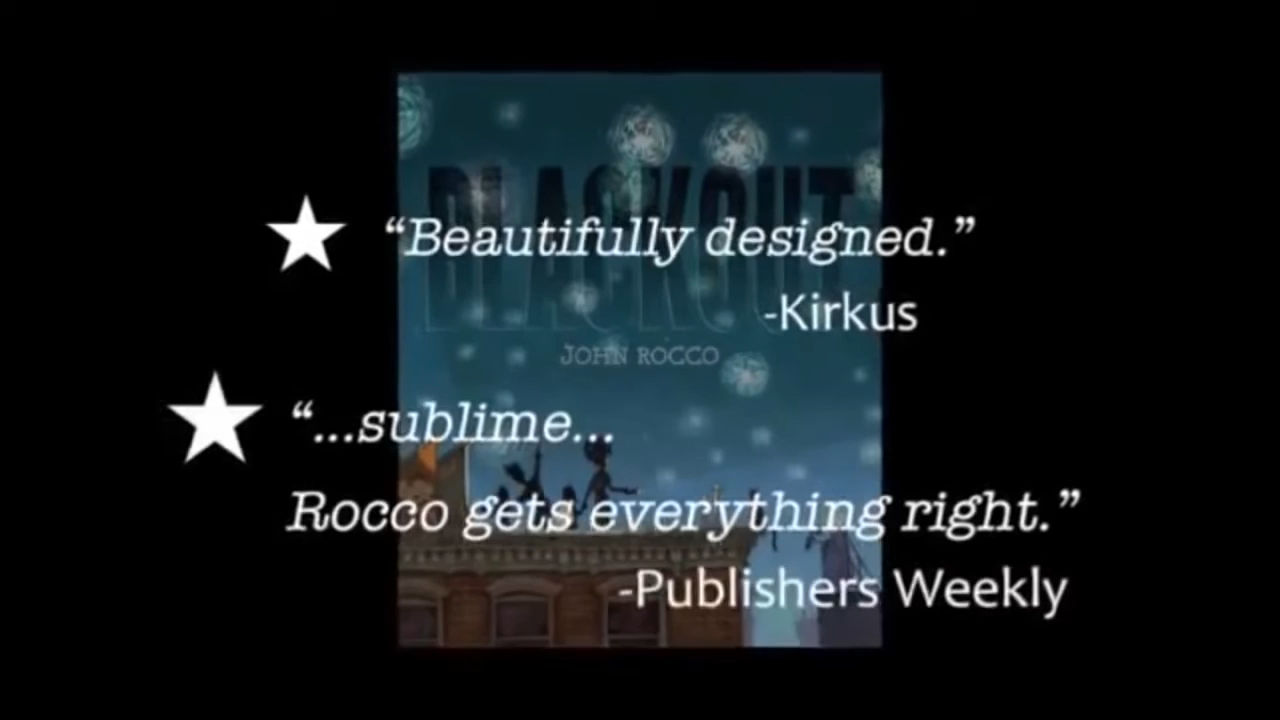 BLACKOUT
“Beautifully designed.”
-Kirkus
JOHN ROCCO
“...sublime...
Rocco gets everything right.”
-Publishers Weekly